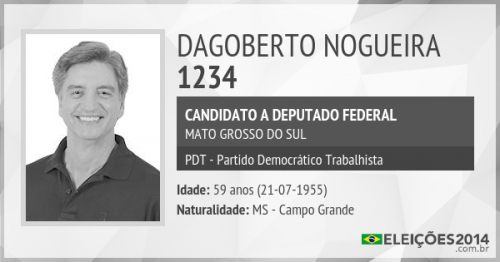 DAGOBERTO NOGUEIRA
1234
CANDIDATO A DEPUTADO FEDERAL
MATO GROSSO DO SUL
PDT - Partido Democrático Trabalhista
Idade: 59 anos (21-07-1955)
Naturalidade: MS - Campo Grande
ELEIÇÕES2014
.com.br